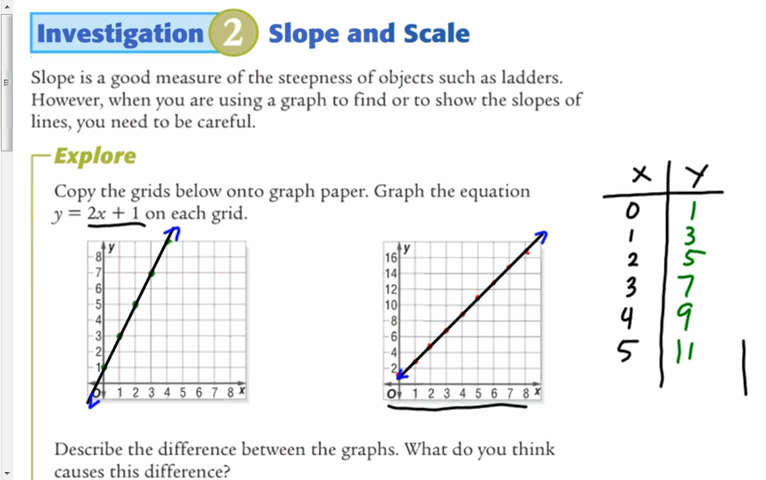 Investigation 2 Slope and Scale
Slope is a good measure of the steepness of objects such as ladders.
However, when you are using a graph to find or to show the slopes of
lines, you need to be careful.
Explore
Copy the grids below onto graph paper. Graph the equation
y = 2x + 1 on each grid.
y
8
7
6
5
4
3
2
1
O 1 2 3 4 5 6 7 8 x
y
16
14
12
10
8
6
4
2
O 1 2 3 4 5 6 7 8 x
x y
0 1
1 3
2 5
3 7
4 9
5 11
Describe the difference between the graphs. What do you think
causes this difference?